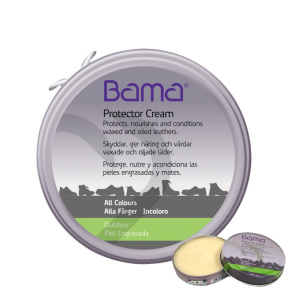 Bama®
Protector Cream
Protects, nourishes and conditions
waxed and oiled leathers.
Skyddar, ger näring och vårdar
vaxade och oljade läder.
Protege, nutre y acondiciona las
pieles engrasadas y mates.
All Colours
Alla Färger Incoloro
Outdoor
Piel Engrasada